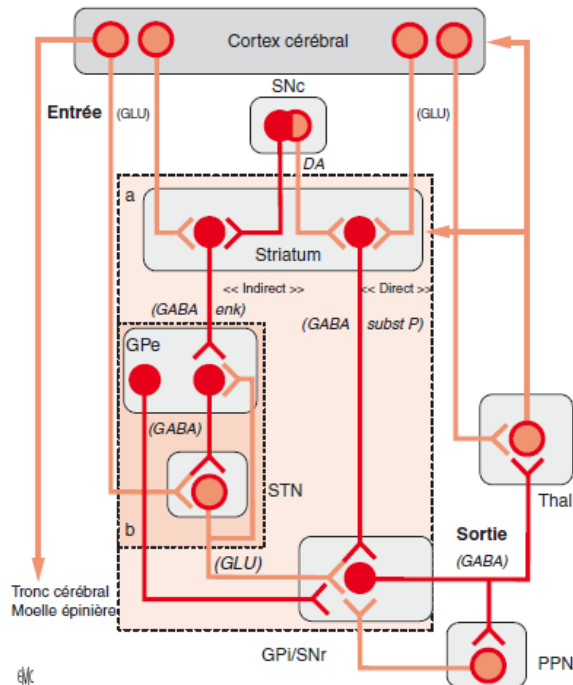 Cortex cérébral
SNc
Entrée (GLU)
(GLU)
DA
a
Striatum
<< Indirect >> << Direct >>
(GABA enk) (GABA subst P)
GPe
(GABA)
STN
Thal
b
Sortie
(GLU)
(GABA)
Tronc cérébral
Moelle épinière
GPi/SNr
PPN
EMC